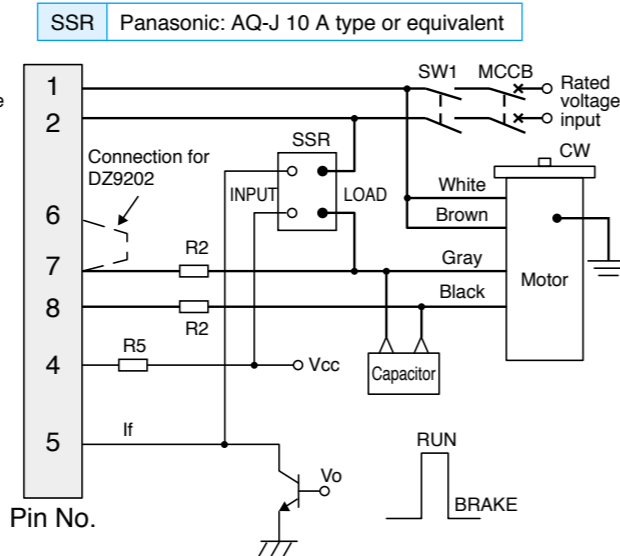 SSR Panasonic: AQ-J 10 A type or equivalent
SW1 MCCB
Rated
voltage
input
1
2
e
SSR
CW
Connection for
DZ9202
INPUT LOAD
White
Brown
6
7
R2
Gray
Motor
8
Black
R2
R5
4
Vcc
Capacitor
5
If
RUN
Vo
BRAKE
Pin No.